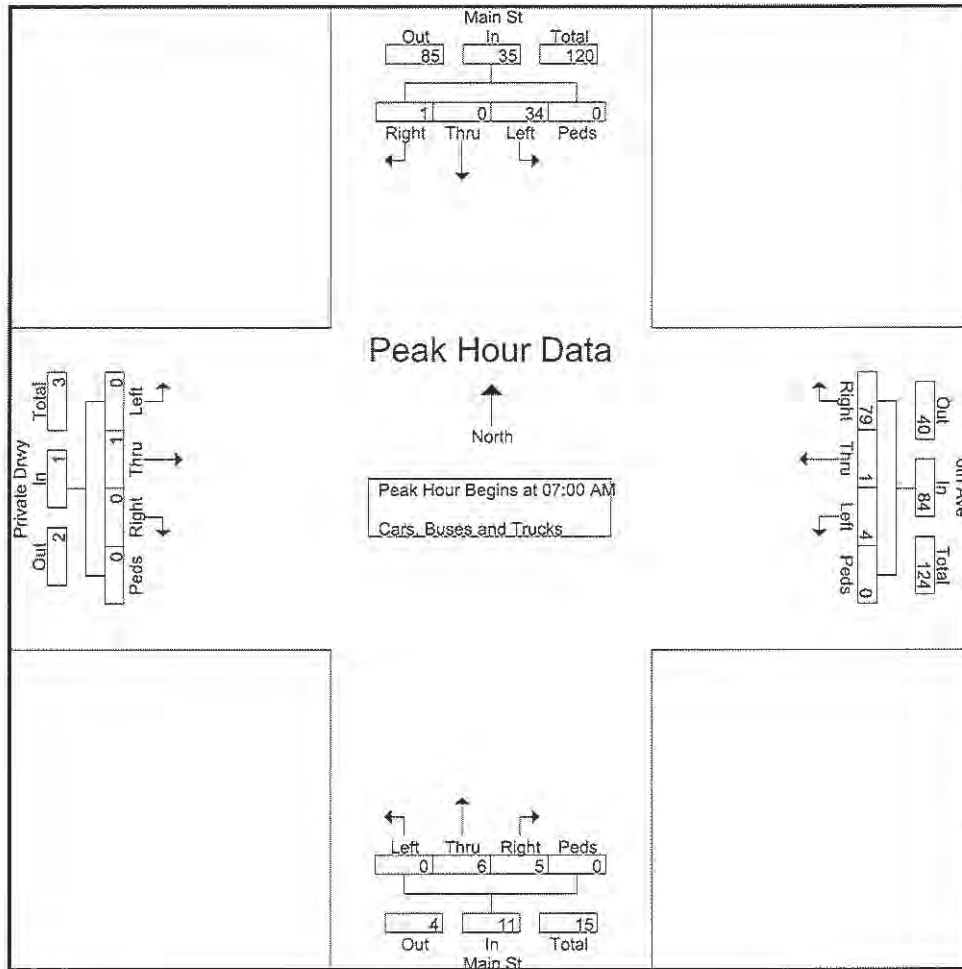 Main St
Out In Total
85 35 120
1 0 34 0
Right Thru Left Peds
Peak Hour Data
North
Peak Hour Begins at 07:00 AM
Cars, Buses and Trucks
Private Drwy
Total In Out
3 1 2
0 1 0 0
Left Thru Right Peds
Right Thru Left Peds
79 1 4 0
Out In Total
40 84 124
Ave
Left Thru Right Peds
0 6 5 0
4 11 15
Out In Total
Main St